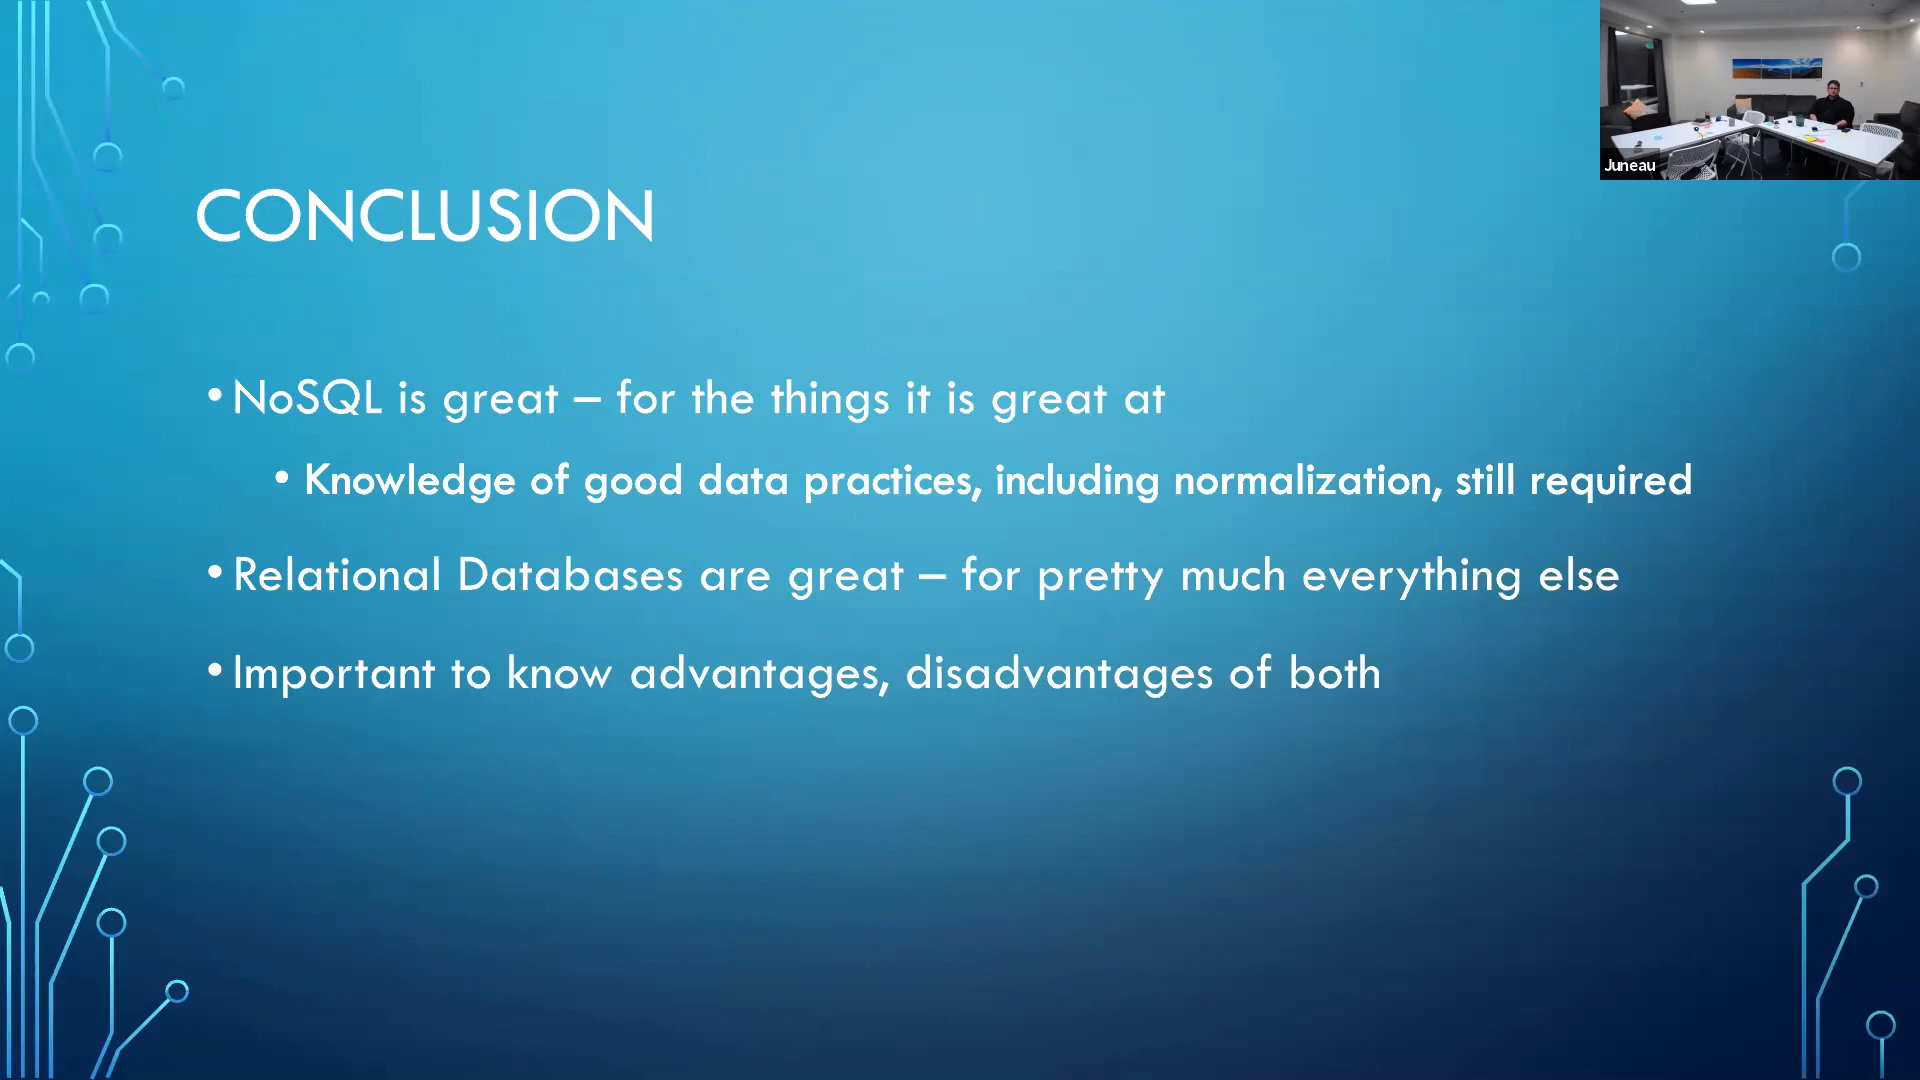 Juneau
CONCLUSION
• NoSQL is great – for the things it is great at
• Knowledge of good data practices, including normalization, still required
• Relational Databases are great – for pretty much everything else
• Important to know advantages, disadvantages of both